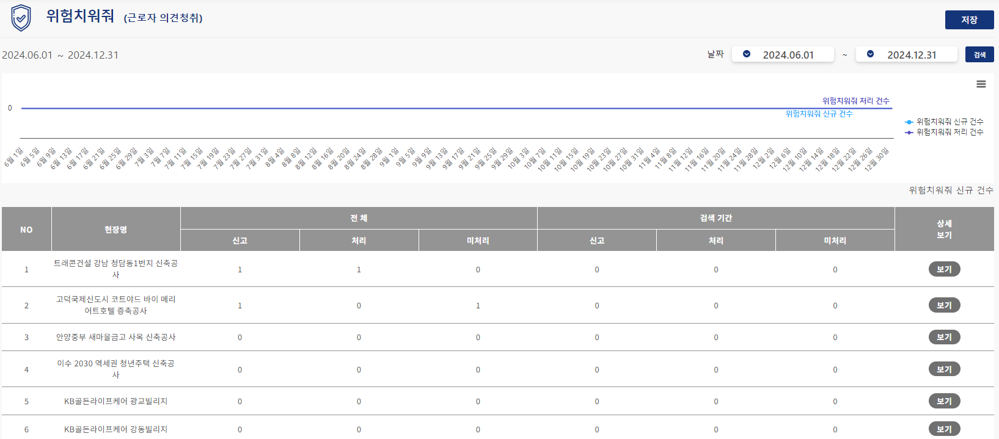 위험치워줘 (근로자 의견청취)
저장
2024.06.01 ~ 2024.12.31
날짜 2024.06.01 ~ 2024.12.31 검색
위험치워줘 처리 건수
0
위험치워줘 신규 건수
위험치워줘 신규 건수
위험치워줘 처리 건수
6월 1일 6월 5일 6월 9일 6월 13일 6월 17일 6월 21일 6월 25일 6월 29일 7월 3일 7월 7일 7월 11일 7월 15일 7월 19일 7월 23일 7월 27일 7월 31일 8월 4일 8월 8일 8월 12일 8월 16일 8월 20일 8월 24일 8월 28일 9월 1일 9월 5일 9월 9일 9월 13일 9월 17일 9월 21일 9월 25일 9월 29일 10월 3일 10월 7일 10월 11일 10월 15일 10월 19일 10월 23일 10월 27일 10월 31일 11월 4일 11월 8일 11월 12일 11월 16일 11월 20일 11월 24일 11월 28일 12월 2일 12월 6일 12월 10일 12월 14일 12월 18일 12월 22일 12월 26일 12월 30일
위험치워줘 신규 건수
NO 현장명 전 체 검색 기간 상세
보기
신고 처리 미처리 신고 처리 미처리
1 트래콘건설 강남 청담동1번지 신축공
사 1 1 0 0 0 0 보기
2 고덕국제신도시 코트야드 바이 메리
어트호텔 증축공사 1 0 1 0 0 0 보기
3 안양중부 새마을금고 사옥 신축공사 0 0 0 0 0 0 보기
4 이수 2030 역세권 청년주택 신축공
사 0 0 0 0 0 0 보기
5 KB골든라이프케어 광교빌리지 0 0 0 0 0 0 보기
6 KB골든라이프케어 강동빌리지 0 0 0 0 0 0 보기